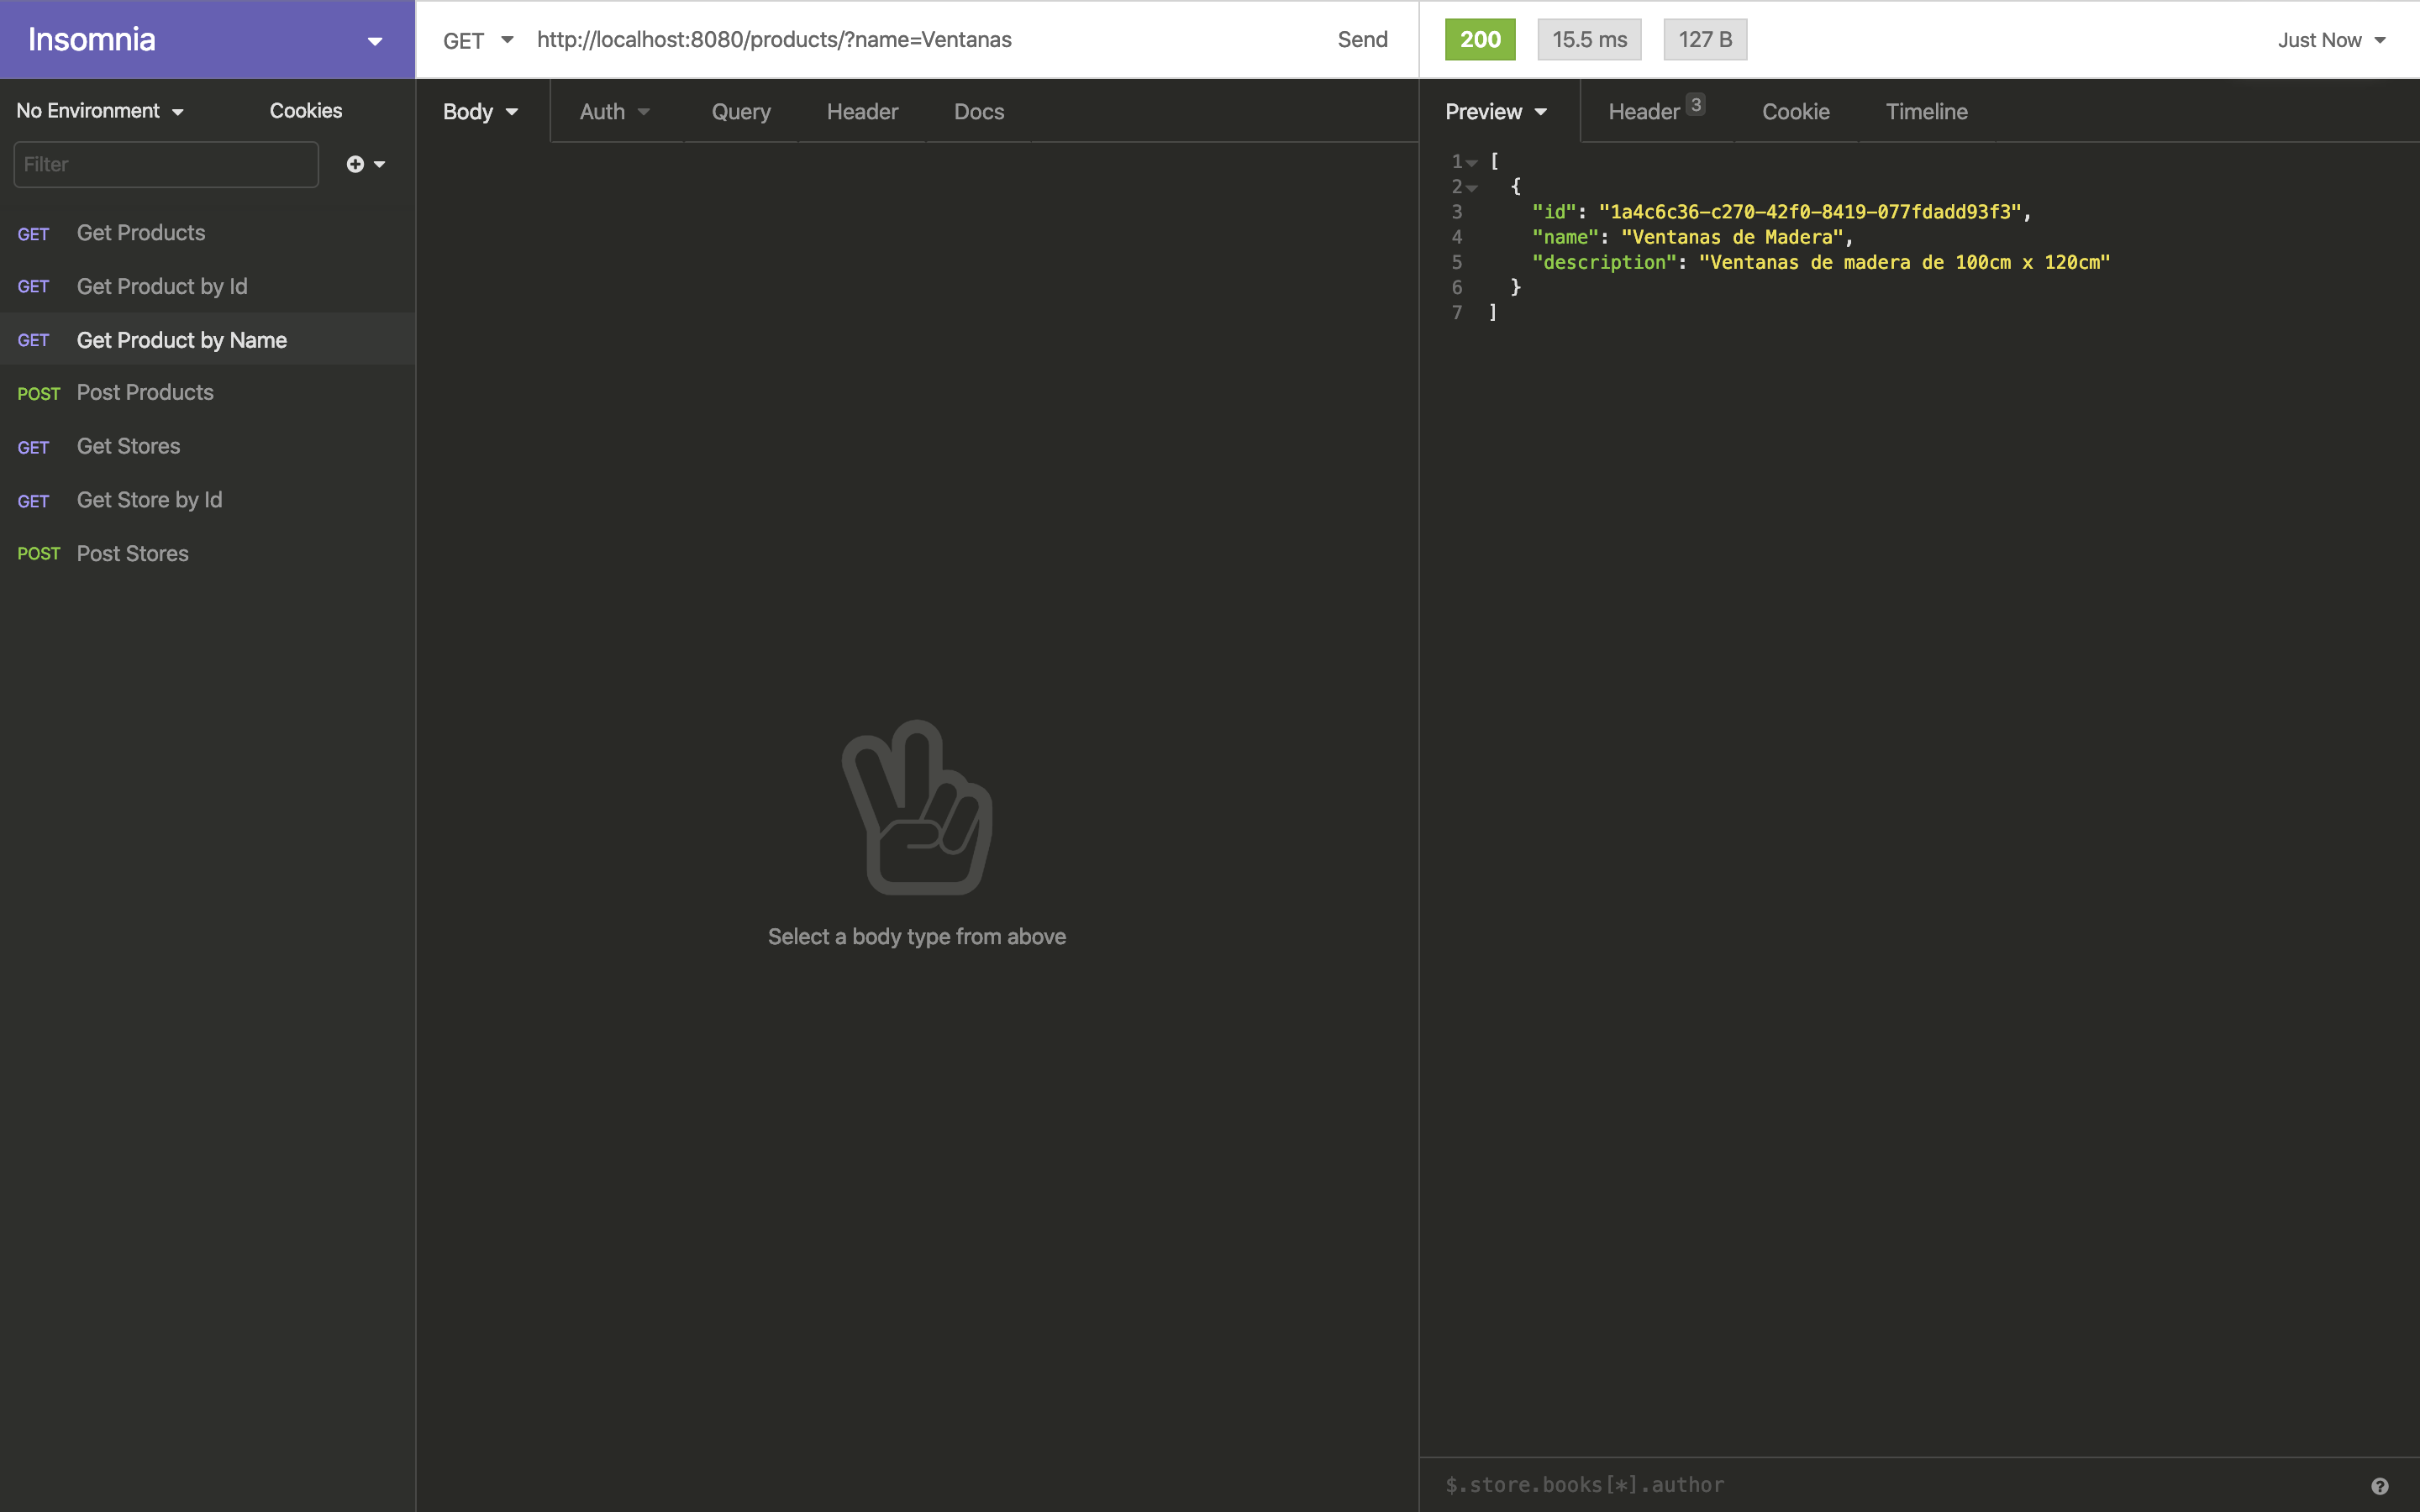 Insomnia
GET http://localhost:8080/products/?name=Ventanas Send
200 15.5 ms 127 B Just Now
No Environment Cookies
Filter
GET Get Products
GET Get Product by Id
GET Get Product by Name
POST Post Products
GET Get Stores
GET Get Store by Id
POST Post Stores
Body Auth Query Header Docs
Select a body type from above
Preview Header 3 Cookie Timeline
1 [
2 {
3 "id": "1a4c6c36-c270-42f0-8419-077fdadd93f3",
4 "name": "Ventanas de Madera",
5 "description": "Ventanas de madera de 100cm x 120cm"
6 }
7 ]
$.store.books[*].author
?